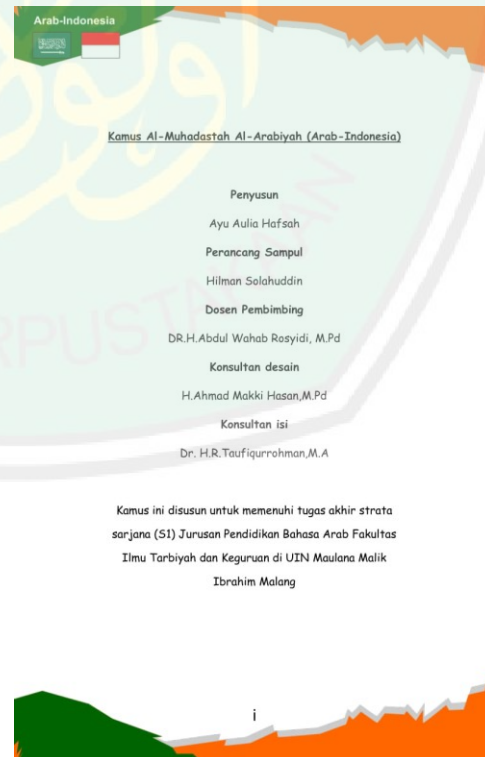 Arab-Indonesia
Kamus Al-Muhadastah Al-Arabiyah (Arab-Indonesia)
Penyusun
Ayu Aulia Hafsah
Perancang Sampul
Hilman Solahuddin
Dosen Pembimbing
DR.H.Abdul Wahab Rosyidi, M.Pd
Konsultan desain
H.Ahmad Makki Hasan,M.Pd
Konsultan isi
Dr. H.R.Taufiqurrohman,M.A
Kamus ini disusun untuk memenuhi tugas akhir strata
sarjana (S1) Jurusan Pendidikan Bahasa Arab Fakultas
Ilmu Tarbiyah dan Keguruan di UIN Maulana Malik
Ibrahim Malang
i